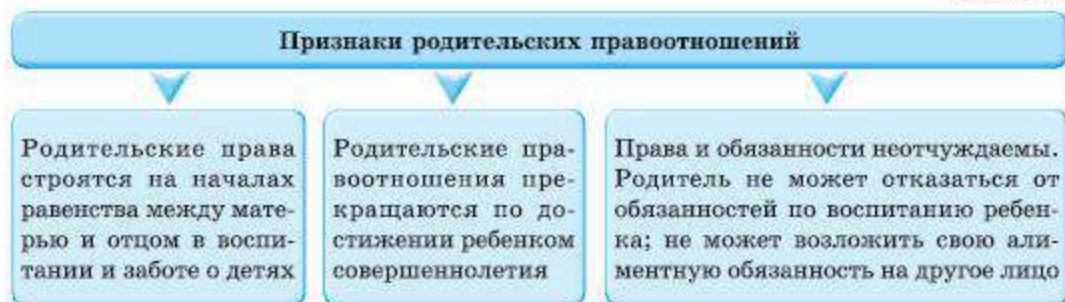 Признаки родительских правоотношений
Родительские права
строятся на началах
равенства между мате-
рью и отцом в воспи-
тании и заботе о детях
Родительские пра-
воотношения пре-
кращаются по до-
стижении ребенком
совершеннолетия
Права и обязанности неотчуждаемы.
Родитель не может отказаться от
обязанностей по воспитанию ребен-
ка; не может возложить свою али-
ментную обязанность на другое лицо